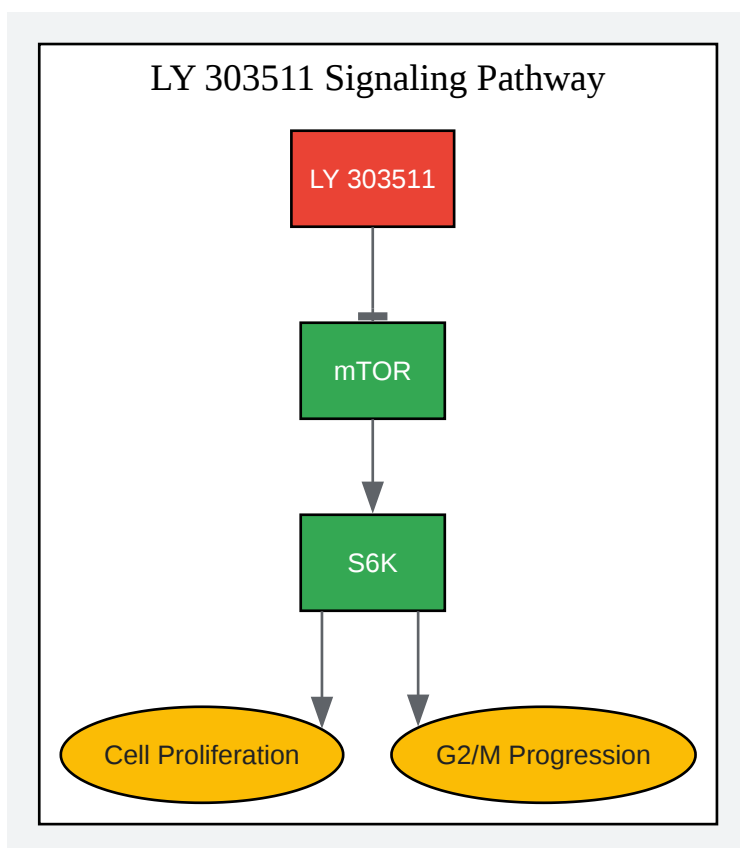 LY 303511 Signaling Pathway
LY 303511
mTOR
S6K
Cell Proliferation
G2/M Progression